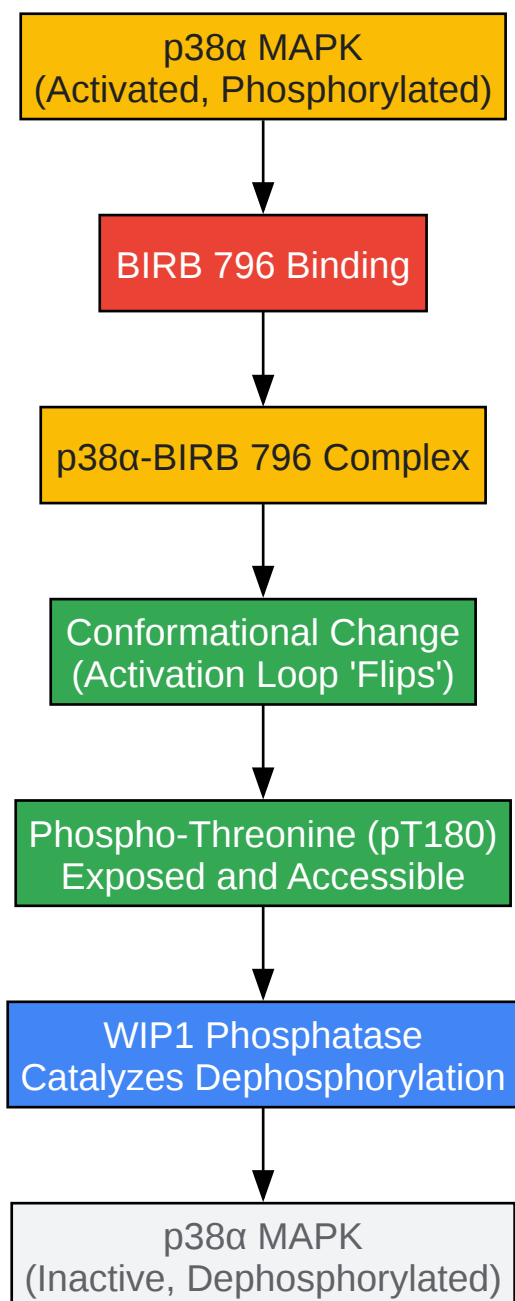 p38α MAPK
(Activated, Phosphorylated)
BIRB 796 Binding
p38α-BIRB 796 Complex
Conformational Change
(Activation Loop 'Flips')
Phospho-Threonine (pT180)
Exposed and Accessible
WIP1 Phosphatase
Catalyzes Dephosphorylation
p38α MAPK
(Inactive, Dephosphorylated)